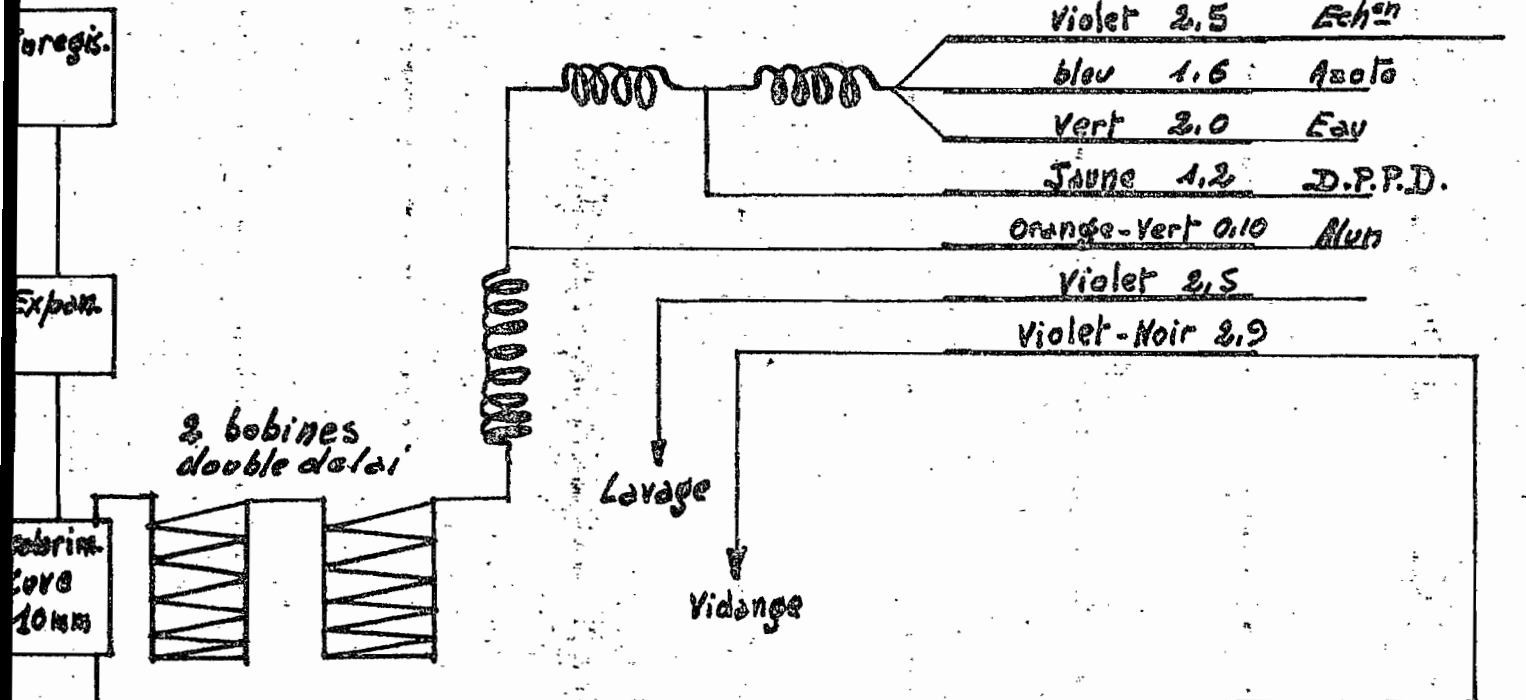 Violet 2,5 Echon
bleu 1,6 Azote
Vert 2,0 Eau
Jaune 1,2 D.P.P.D.
Orange-Vert 0,10 Alun
Violet 2,5
Violet-Noir 2,9
Enregis.
Expan.
2 bobines
double délai
Lavage
Vidange
Colorim.
Cuve
10mm